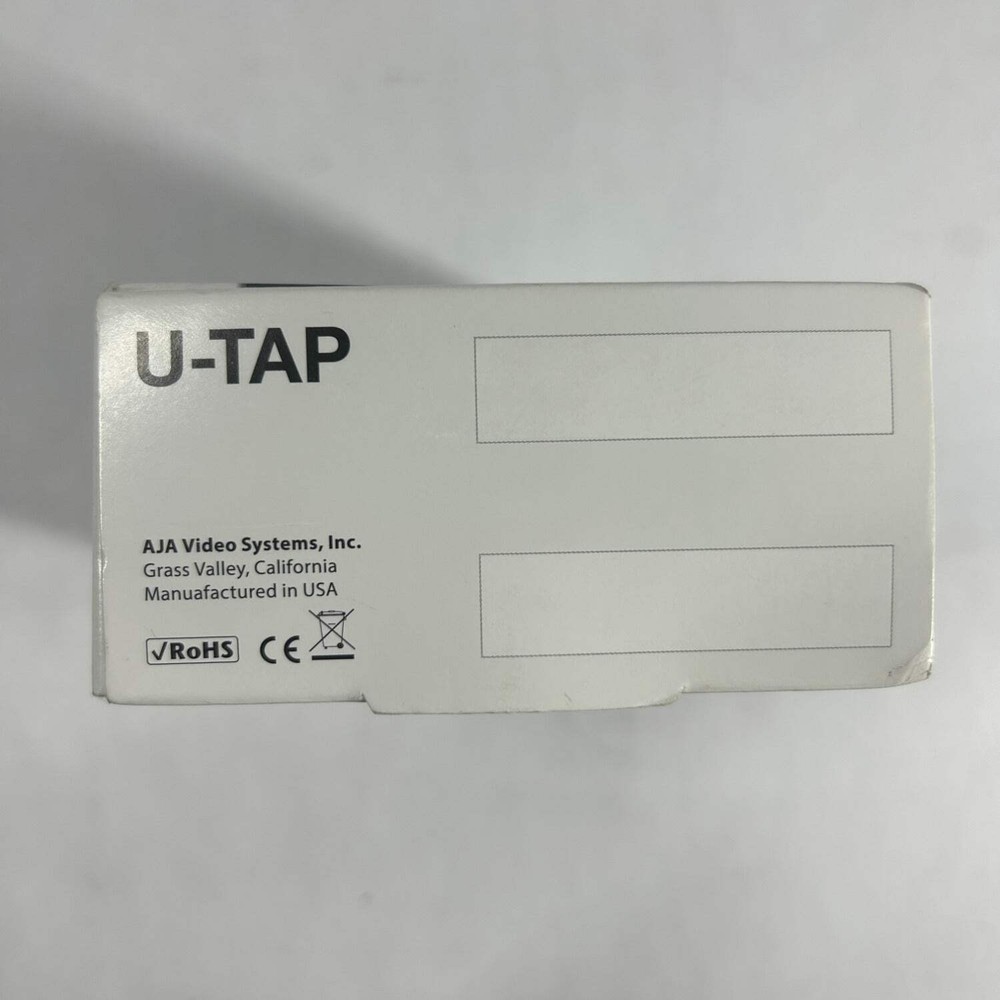 U-TAP
AJA Video Systems, Inc.
Grass Valley, California
Manuafactured in USA
√RoHS CE